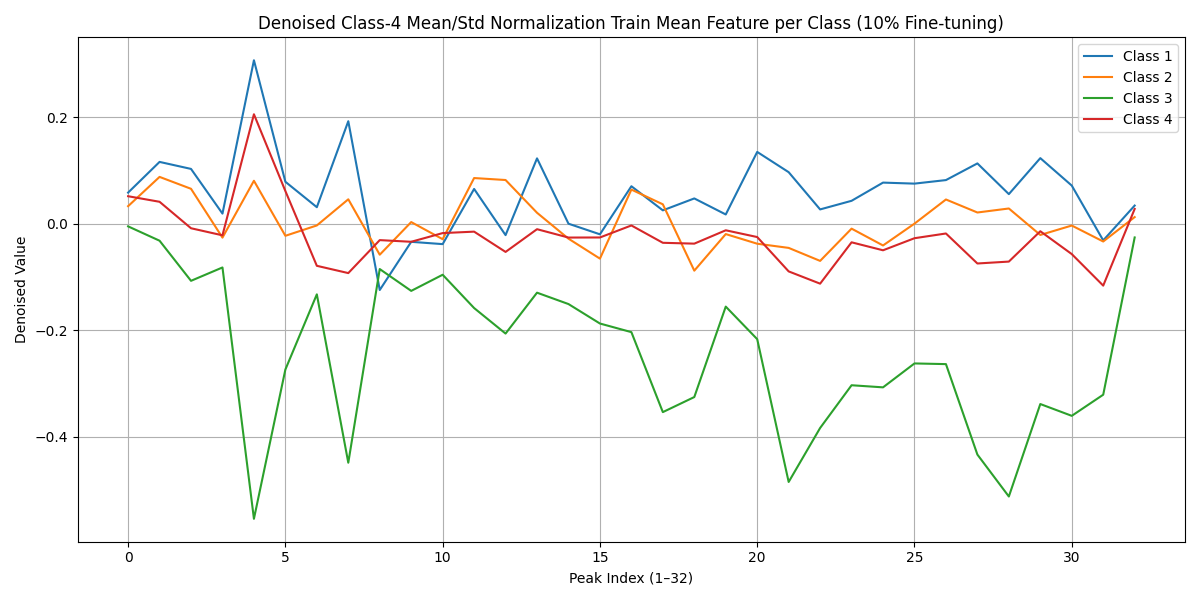 Denoised Class-4 Mean/Std Normalization Train Mean Feature per Class (10% Fine-tuning)
Class 1
Class 2
Class 3
Class 4
Denoised Value
0.2
0.0
−0.2
−0.4
0 5 10 15 20 25 30
Peak Index (1–32)